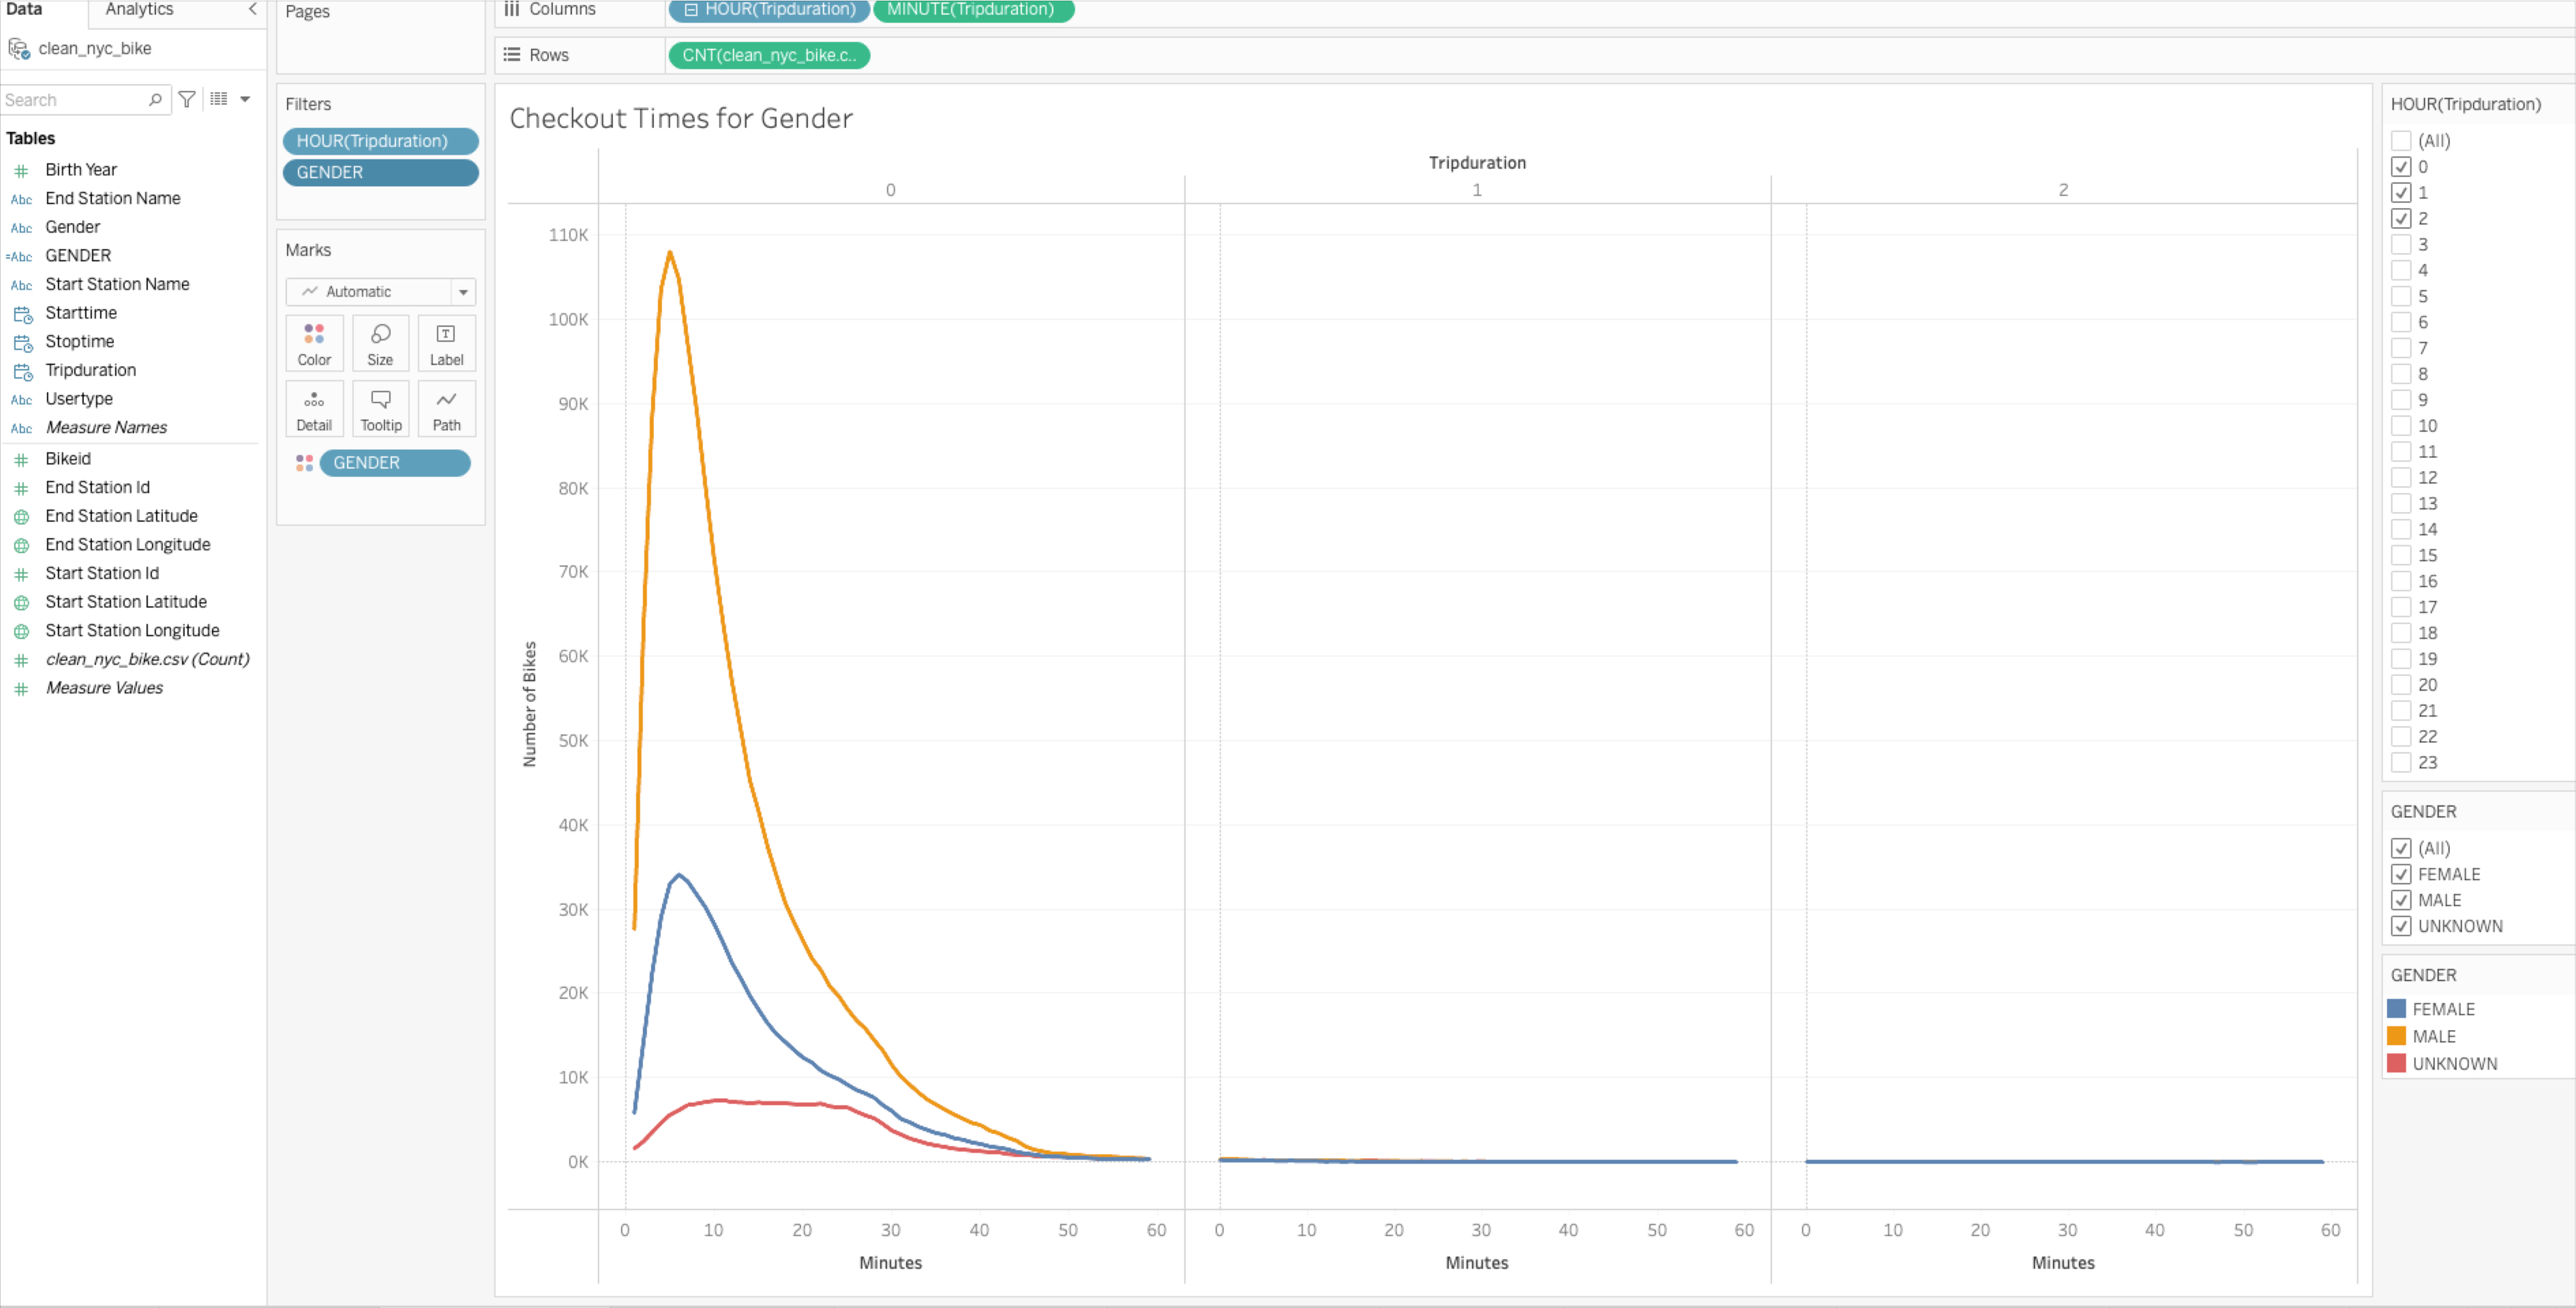 Data
Analytics
clean_nyc_bike
Search
Tables
Birth Year
Abc End Station Name
Abc Gender
=Abc GENDER
Abc Start Station Name
Starttime
Stoptime
Tripduration
Abc Usertype
Abc Measure Names
Bikeid
End Station Id
End Station Latitude
End Station Longitude
Start Station Id
Start Station Latitude
Start Station Longitude
clean_nyc_bike.csv (Count)
Measure Values
Pages
Filters
HOUR(Tripduration)
GENDER
Marks
Automatic
Color Size Label
Detail Tooltip Path
GENDER
Columns HOUR(Tripduration) MINUTE(Tripduration)
Rows CNT(clean_nyc_bike.c..
Checkout Times for Gender
Tripduration
0 1 2
110K
100K
90K
80K
70K
60K
50K
40K
30K
20K
10K
0K
Number of Bikes
0 10 20 30 40 50 60 0 10 20 30 40 50 60 0 10 20 30 40 50 60
Minutes Minutes Minutes
HOUR(Tripduration)
(All)
0
1
2
3
4
5
6
7
8
9
10
11
12
13
14
15
16
17
18
19
20
21
22
23
GENDER
(All)
FEMALE
MALE
UNKNOWN
GENDER
FEMALE
MALE
UNKNOWN